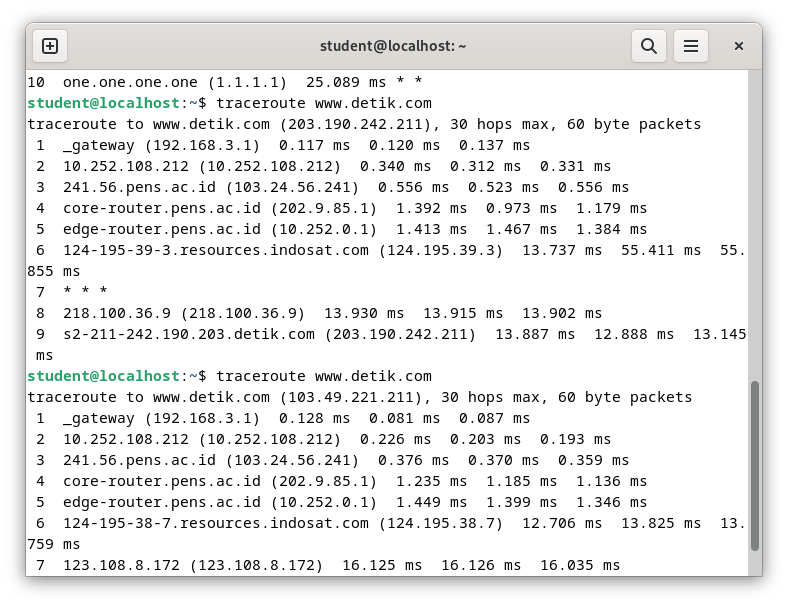 student@localhost: ~
10  one.one.one.one (1.1.1.1)  25.089 ms * *
student@localhost:~$ traceroute www.detik.com
traceroute to www.detik.com (203.190.242.211), 30 hops max, 60 byte packets
 1  _gateway (192.168.3.1)  0.117 ms  0.120 ms  0.137 ms
 2  10.252.108.212 (10.252.108.212)  0.340 ms  0.312 ms  0.331 ms
 3  241.56.pens.ac.id (103.24.56.241)  0.556 ms  0.523 ms  0.556 ms
 4  core-router.pens.ac.id (202.9.85.1)  1.392 ms  0.973 ms  1.179 ms
 5  edge-router.pens.ac.id (10.252.0.1)  1.413 ms  1.467 ms  1.384 ms
 6  124-195-39-3.resources.indosat.com (124.195.39.3)  13.737 ms  55.411 ms  55.
855 ms
 7  * * *
 8  218.100.36.9 (218.100.36.9)  13.930 ms  13.915 ms  13.902 ms
 9  s2-211-242.190.203.detik.com (203.190.242.211)  13.887 ms  12.888 ms  13.145
 ms
student@localhost:~$ traceroute www.detik.com
traceroute to www.detik.com (103.49.221.211), 30 hops max, 60 byte packets
 1  _gateway (192.168.3.1)  0.128 ms  0.081 ms  0.087 ms
 2  10.252.108.212 (10.252.108.212)  0.226 ms  0.203 ms  0.193 ms
 3  241.56.pens.ac.id (103.24.56.241)  0.376 ms  0.370 ms  0.359 ms
 4  core-router.pens.ac.id (202.9.85.1)  1.235 ms  1.185 ms  1.136 ms
 5  edge-router.pens.ac.id (10.252.0.1)  1.449 ms  1.399 ms  1.346 ms
 6  124-195-38-7.resources.indosat.com (124.195.38.7)  12.706 ms  13.825 ms  13.
759 ms
 7  123.108.8.172 (123.108.8.172)  16.125 ms  16.126 ms  16.035 ms